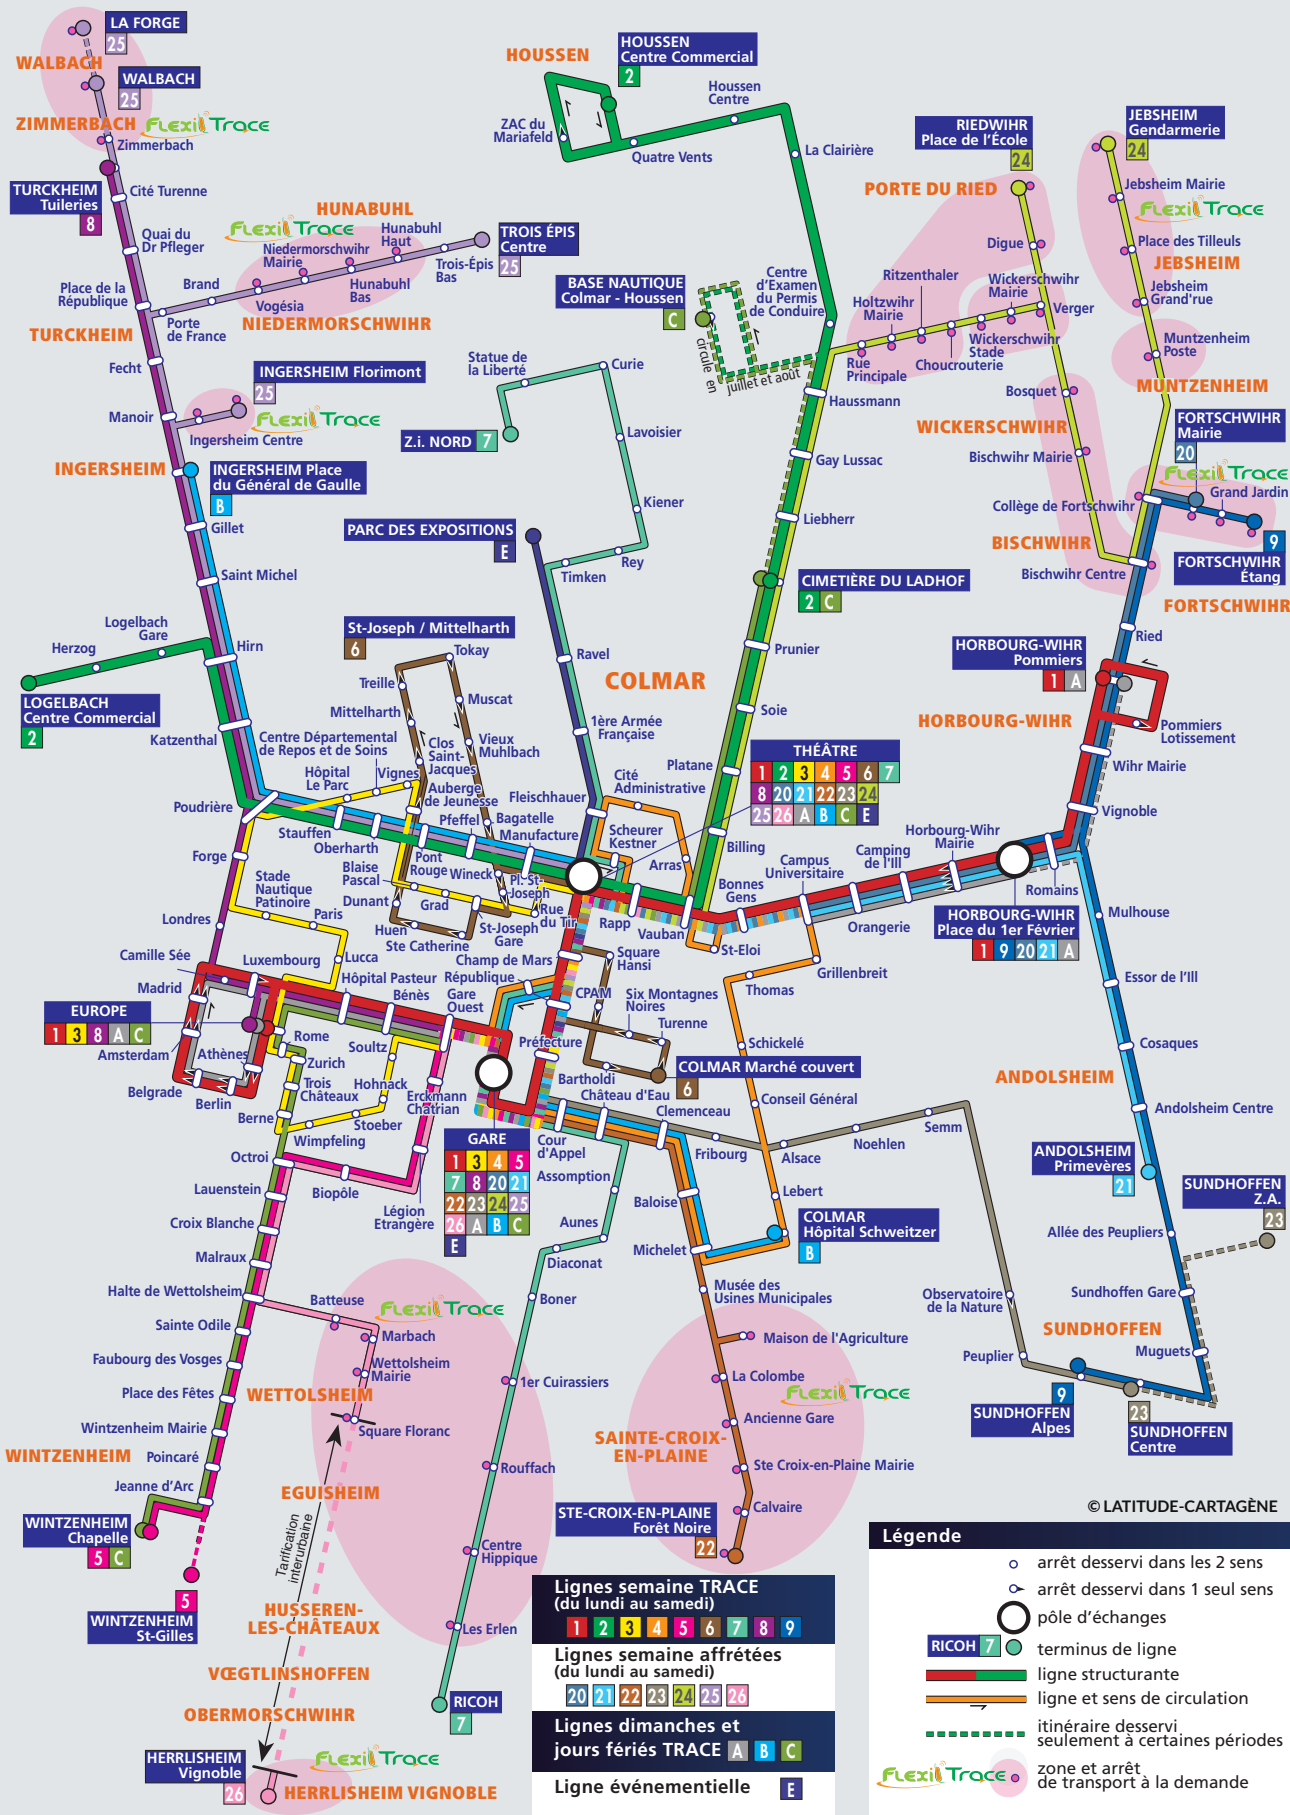 LA FORGE
25
WALBACH
WALBACH
25
ZIMMERBACH
Flexi Trace
Zimmerbach
TURCKHEIM
Tuileries
8
Cité Turenne
Quai du
Dr Pfleger
Place de la
République
TURCKHEIM
Brand
Porte
de France
Vogésia
HUNABUHL
Flexi Trace
Niedermorschwihr
Mairie
Hunabuhl
Haut
Hunabuhl
Bas
Trois-Épis
Bas
TROIS ÉPIS
Centre
25
NIEDERMORSCHWIHR
Fecht
Manoir
INGERSHEIM Florimont
25
Flexi Trace
Ingersheim Centre
INGERSHEIM
INGERSHEIM Place
du Général de Gaulle
B
Gillet
Saint Michel
Hirn
Logelbach
Gare
Herzog
LOGELBACH
Centre Commercial
2
Katzenthal
Poudrière
HOUSSEN
HOUSSEN
Centre Commercial
2
Houssen
Centre
ZAC du
Mariafeld
Quatre Vents
La Clairière
BASE NAUTIQUE
Colmar - Houssen
C
Centre
d'Examen
du Permis
de Conduire
circule en
juillet et août
Haussmann
Gay Lussac
Liebherr
CIMETIÈRE DU LADHOF
2 C
Prunier
Soie
Platane
Billing
RIEDWIHR
Place de l'École
24
PORTE DU RIED
Digue
Ritzenthaler
Holtzwihr
Mairie
Wickerschwihr
Mairie
Verger
Rue
Principale
Choucrouterie
Wickerschwihr
Stade
Bosquet
WICKERSCHWIHR
Bischwihr Mairie
Collège de Fortschwihr
BISCHWIHR
Bischwihr Centre
JEBSHEIM
Gendarmerie
24
Jebsheim Mairie
Flexi Trace
Place des Tilleuls
JEBSHEIM
Jebsheim
Grand'rue
Muntzenheim
Poste
MUNTZENHEIM
FORTSCHWIHR
Mairie
20
Flexi Trace
Grand Jardin
9
FORTSCHWIHR
Étang
FORTSCHWIHR
Ried
HORBOURG-WIHR
Pommiers
1 A
HORBOURG-WIHR
Pommiers
Lotissement
Wihr Mairie
Vignoble
Statue de
la Liberté
Curie
Z.i. NORD 7
Lavoisier
Kiener
Rey
Timken
PARC DES EXPOSITIONS
E
Ravel
COLMAR
1ère Armée
Française
Cité
Administrative
Fleischhauer
Scheurer
Kestner
Arras
St-Joseph / Mittelharth
6
Tokay
Treille
Muscat
Mittelharth
Vieux
Muhlbach
Clos
Saint-
Jacques
Centre Départemental
de Repos et de Soins
Hôpital
Le Parc
Vignes
Auberge
de Jeunesse
Bagatelle
Pfeffel
Manufacture
Stauffen
Oberharth
Pont
Rouge
Wineck
Pl. St-
Joseph
Blaise
Pascal
Dunant
Grad
Huen
Ste Catherine
St-Joseph
Gare
Rue
du Tir
THÉÂTRE
1 2 3 4 5 6 7
8 20 21 22 23 24
25 26 A B C E
Rapp
Vauban
Bonnes
Gens
St-Eloi
Campus
Universitaire
Camping
de l'Ill
Horbourg-Wihr
Mairie
Orangerie
Romains
HORBOURG-WIHR
Place du 1er Février
1 9 20 21 A
Grillenbreit
Thomas
Schickelé
Conseil Général
Forge
Stade
Nautique
Patinoire
Paris
Londres
Lucca
Camille Sée
Luxembourg
Madrid
Hôpital Pasteur
Bénès
Gare
Ouest
EUROPE
1 3 8 A C
Amsterdam
Athènes
Belgrade
Berlin
Rome
Zurich
Trois
Châteaux
Berne
Soultz
Hohnack
Stoeber
Wimpfeling
Erckmann
Chatrian
Octroi
Biopôle
Légion
Etrangère
Champ de Mars
République
Square
Hansi
CPAM
Six Montagnes
Noires
Turenne
Préfecture
Bartholdi
COLMAR Marché couvert
6
Château d'Eau
Clemenceau
GARE
1 3 4 5
7 8 20 21
22 23 24 25
26 A B C
E
Cour
d'Appel
Assomption
Aunes
Diaconat
Boner
Fribourg
Alsace
Noehlen
Semm
Lebert
Baloise
Michelet
COLMAR
Hôpital Schweitzer
B
Musée des
Usines Municipales
Maison de l'Agriculture
La Colombe
Flexi Trace
Ancienne Gare
SAINTE-CROIX-
EN-PLAINE
Ste Croix-en-Plaine Mairie
Calvaire
STE-CROIX-EN-PLAINE
Forêt Noire
22
1er Cuirassiers
Rouffach
Centre
Hippique
Les Erlen
RICOH
7
Lauenstein
Croix Blanche
Malraux
Halte de Wettolsheim
Sainte Odile
Faubourg des Vosges
Place des Fêtes
Wintzenheim Mairie
WINTZENHEIM
Poincaré
Jeanne d'Arc
WINTZENHEIM
Chapelle
5 C
5
WINTZENHEIM
St-Gilles
Batteuse
Flexi Trace
Marbach
Wettolsheim
Mairie
WETTOLSHEIM
Square Floranc
EGUISHEIM
Tarification
interurbaine
HUSSEREN-
LES-CHÂTEAUX
VŒGTLINSHOFFEN
OBERMORSCHWIHR
HERRLISHEIM
Vignoble
26
Flexi Trace
HERRLISHEIM VIGNOBLE
Mulhouse
Essor de l'Ill
Cosaques
ANDOLSHEIM
Andolsheim Centre
ANDOLSHEIM
Primevères
21
SUNDHOFFEN
Z.A.
23
Allée des Peupliers
Sundhoffen Gare
Observatoire
de la Nature
SUNDHOFFEN
Muguets
Peuplier
9
SUNDHOFFEN
Alpes
23
SUNDHOFFEN
Centre
© LATITUDE-CARTAGÈNE
Lignes semaine TRACE
(du lundi au samedi)
1 2 3 4 5 6 7 8 9
Lignes semaine affrétées
(du lundi au samedi)
20 21 22 23 24 25 26
Lignes dimanches et
jours fériés TRACE A B C
Ligne événementielle E
Légende
arrêt desservi dans les 2 sens
arrêt desservi dans 1 seul sens
pôle d'échanges
RICOH 7 terminus de ligne
ligne structurante
ligne et sens de circulation
itinéraire desservi
seulement à certaines périodes
Flexi Trace zone et arrêt
de transport à la demande